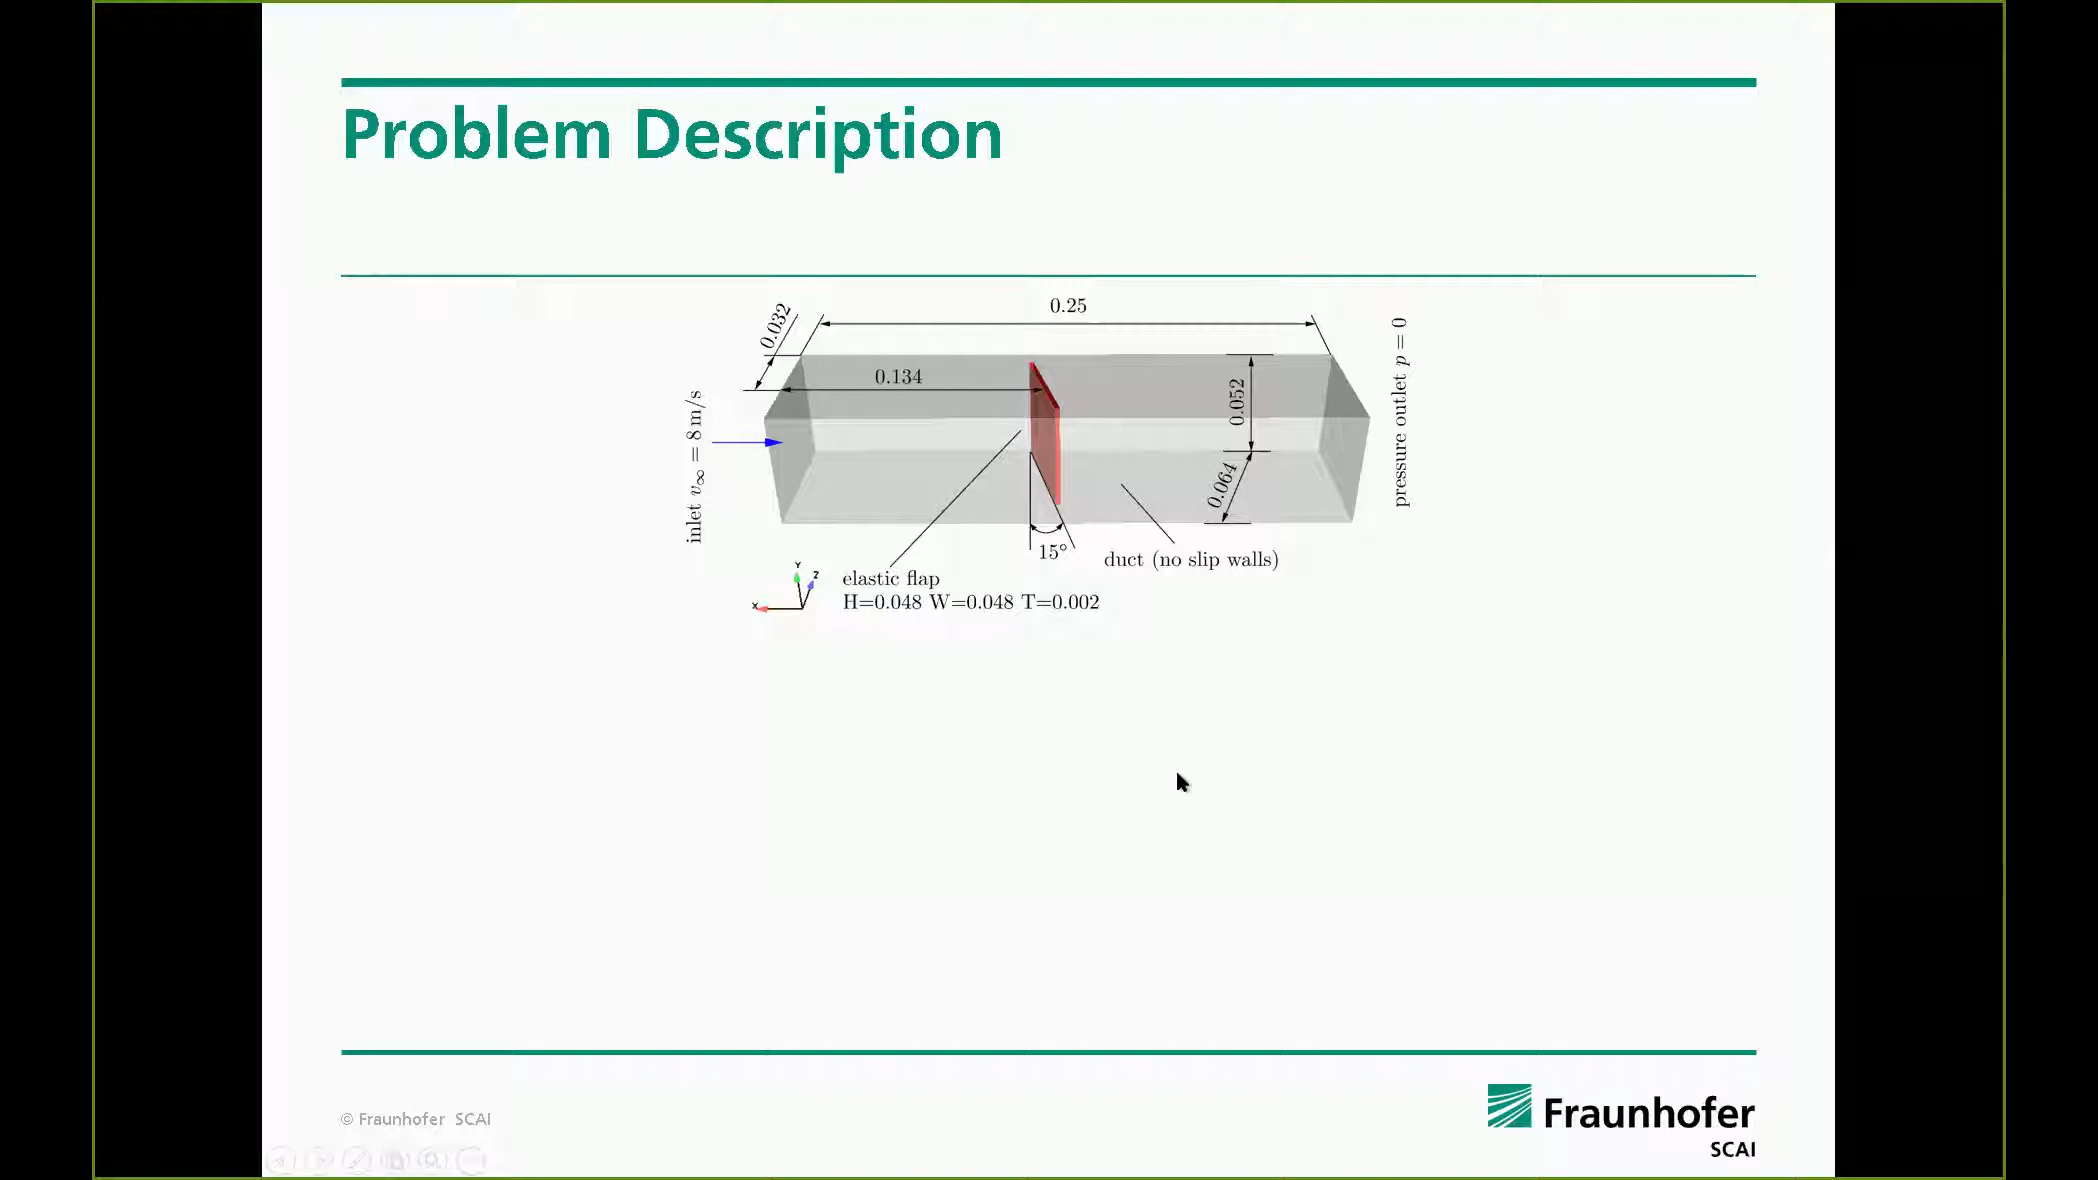 Problem Description
0.25
0.032
0.134
0.052
0.064
inlet v∞ = 8 m/s
pressure outlet p = 0
15°
duct (no slip walls)
elastic flap
H=0.048 W=0.048 T=0.002
Y
Z
X
© Fraunhofer SCAI
Fraunhofer
SCAI